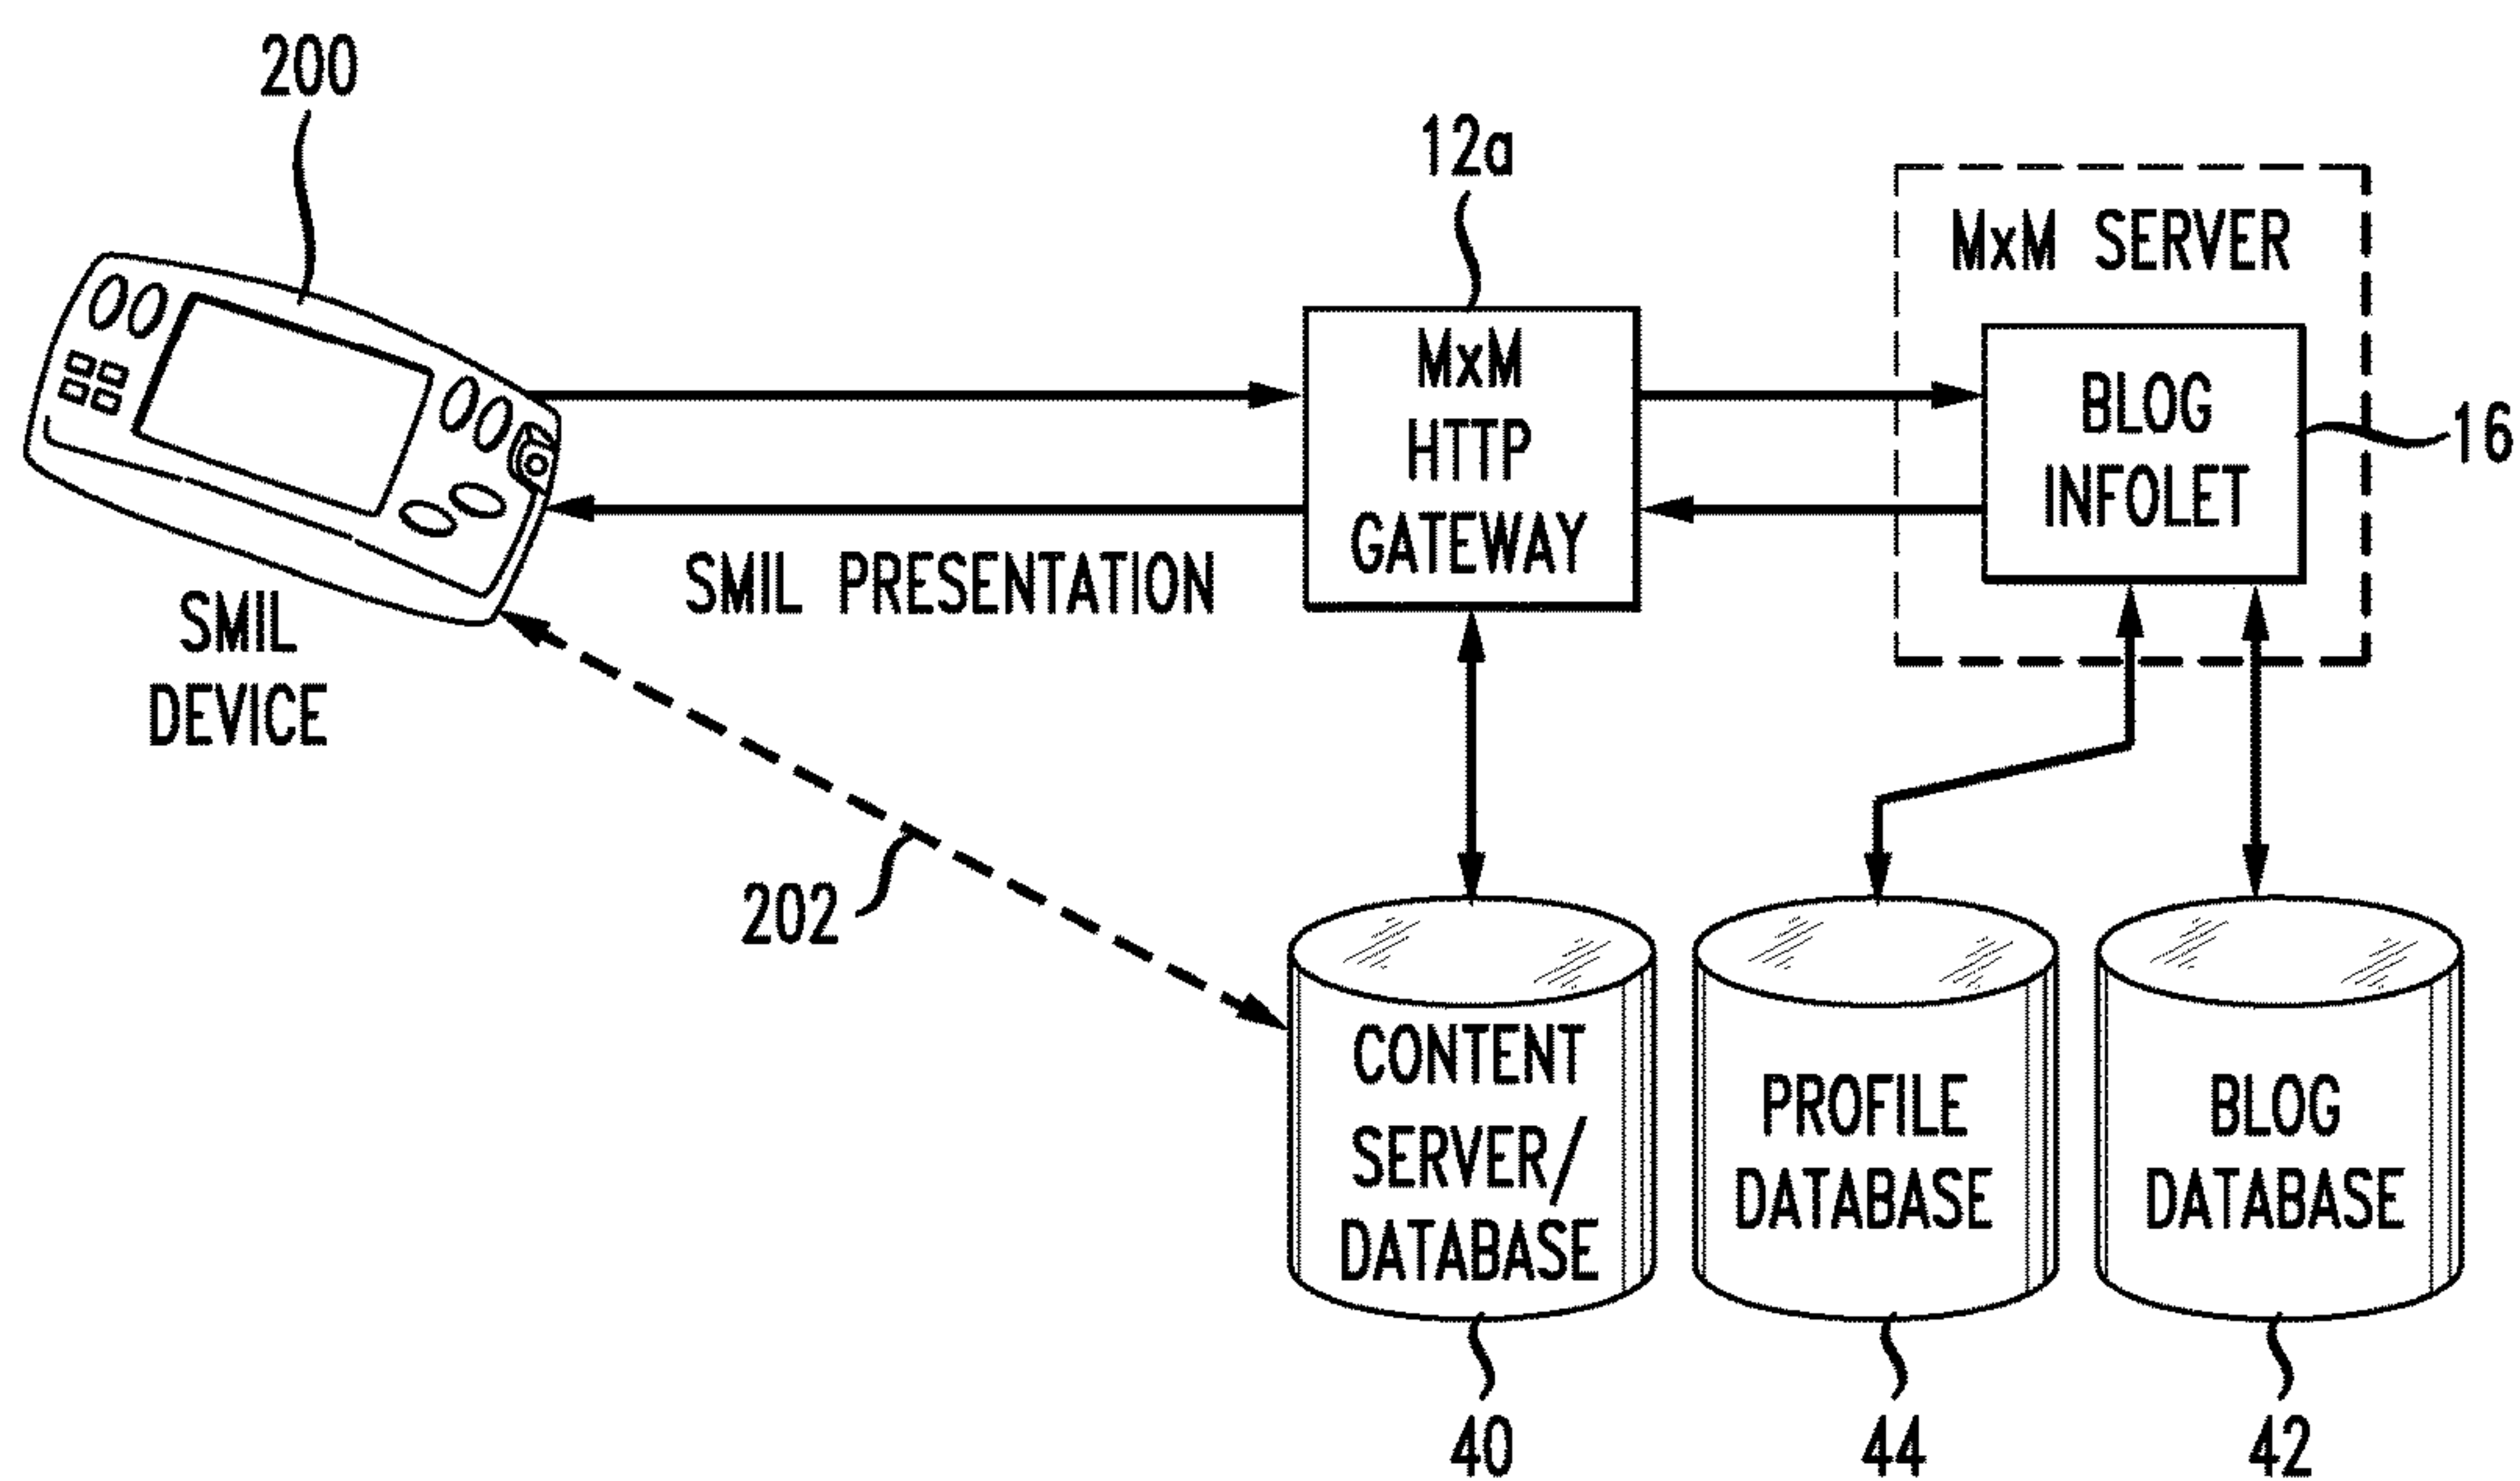 200
12a
MxM SERVER
MxM
HTTP
GATEWAY
BLOG
INFOLET
16
SMIL PRESENTATION
SMIL
DEVICE
202
CONTENT
SERVER/
DATABASE
PROFILE
DATABASE
BLOG
DATABASE
40
44
42